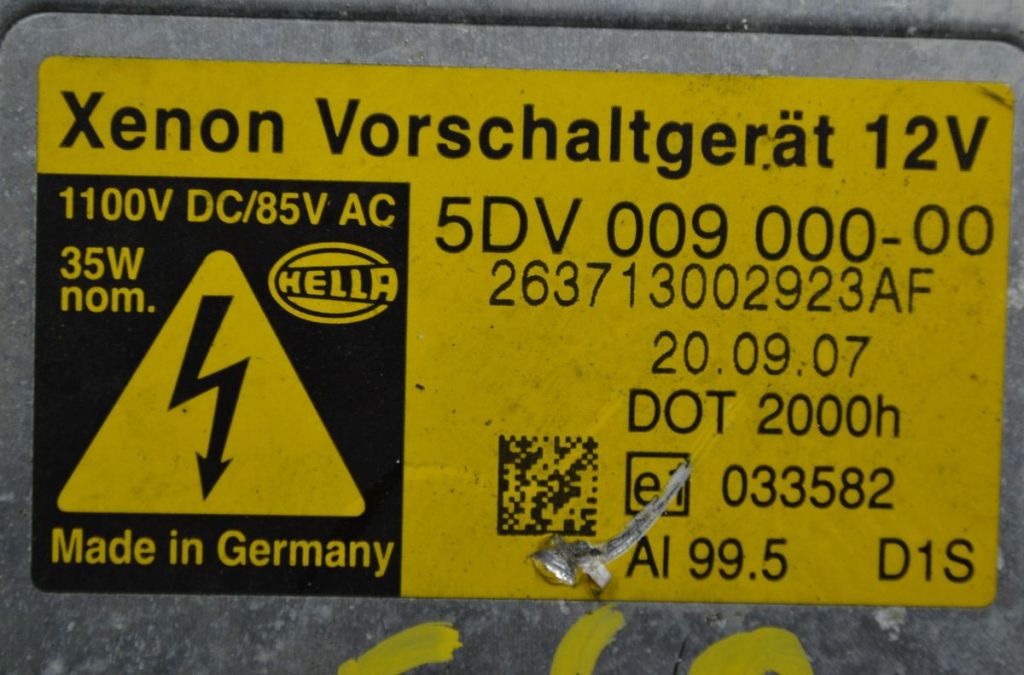 Xenon Vorschaltgerät 12V
1100V DC/85V AC
35W
nom.
HELLA
Made in Germany
5DV 009 000-00
263713002923AF
20.09.07
DOT 2000h
e1 033582
Al 99.5 D1S